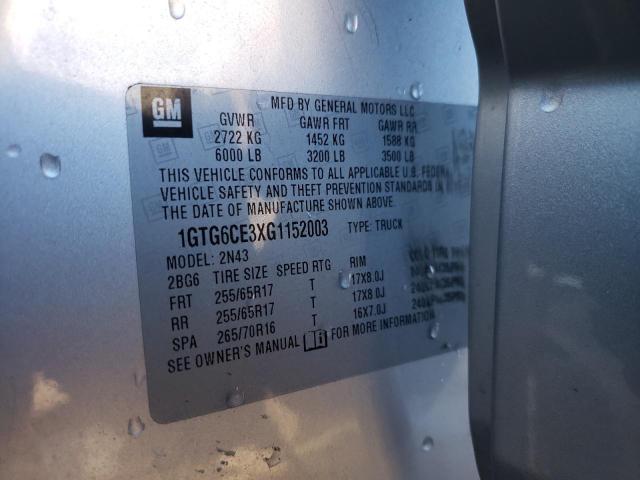 GM
MFD BY GENERAL MOTORS LLC
GVWR GAWR FRT GAWR RR
2722 KG 1452 KG 1588 KG
6000 LB 3200 LB 3500 LB
THIS VEHICLE CONFORMS TO ALL APPLICABLE U.S. FEDERA
VEHICLE SAFETY AND THEFT PREVENTION STANDARDS IN
THE DATE OF MANUFACTURE SHOWN ABOVE.
1GTG6CE3XG1152003 TYPE: TRUCK
MODEL: 2N43
2BG6 TIRE SIZE SPEED RTG RIM COLD TIRE
FRT 255/65R17 T 17X8.0J
RR 255/65R17 T 17X8.0J
SPA 265/70R16 T 16X7.0J
SEE OWNER'S MANUAL FOR MORE INFORMATION